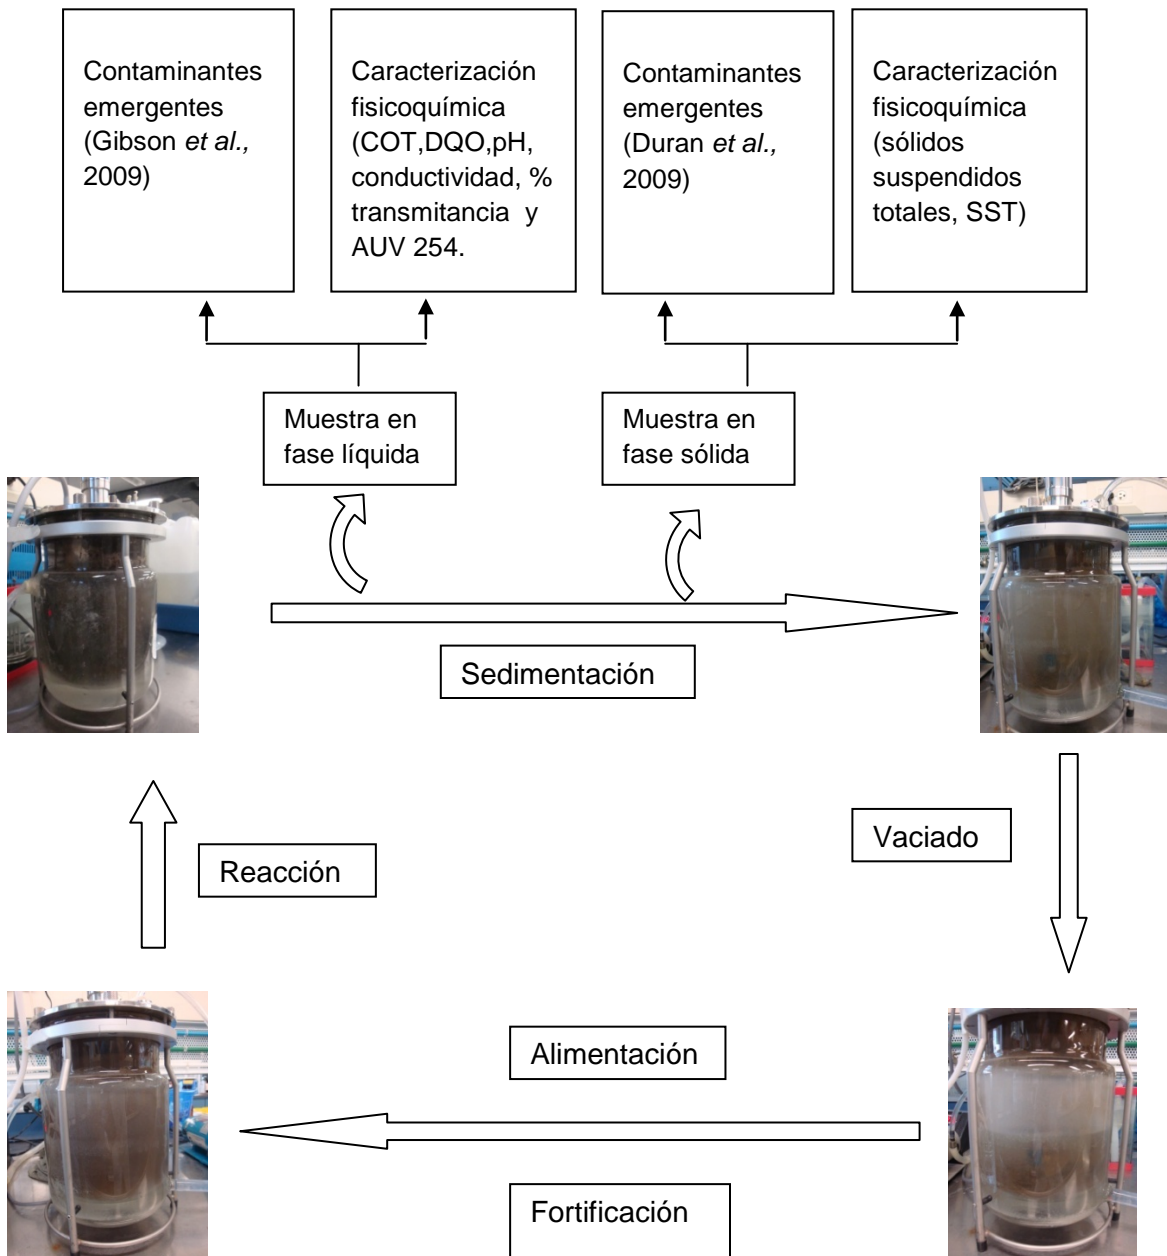 Contaminantes
emergentes
(Gibson et al.,
2009)
Caracterización
fisicoquímica
(COT,DQO,pH,
conductividad, %
transmitancia y
AUV 254.
Contaminantes
emergentes
(Duran et al.,
2009)
Caracterización
fisicoquímica
(sólidos
suspendidos
totales, SST)
Muestra en
fase líquida
Muestra en
fase sólida
Sedimentación
Reacción
Vaciado
Alimentación
Fortificación